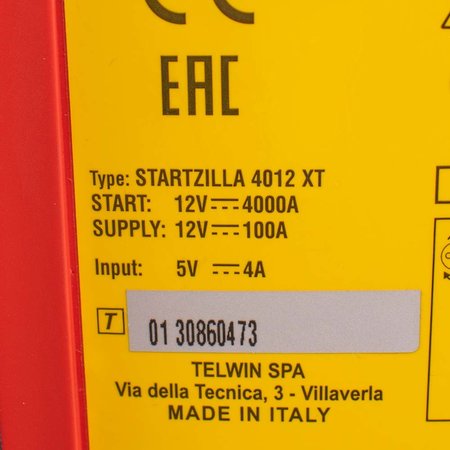 CE
EAC
Type: STARTZILLA 4012 XT
START: 12V⎓4000A
SUPPLY: 12V⎓100A
Input: 5V⎓4A
T 01 30860473
TELWIN SPA
Via della Tecnica, 3 - Villaverla
MADE IN ITALY